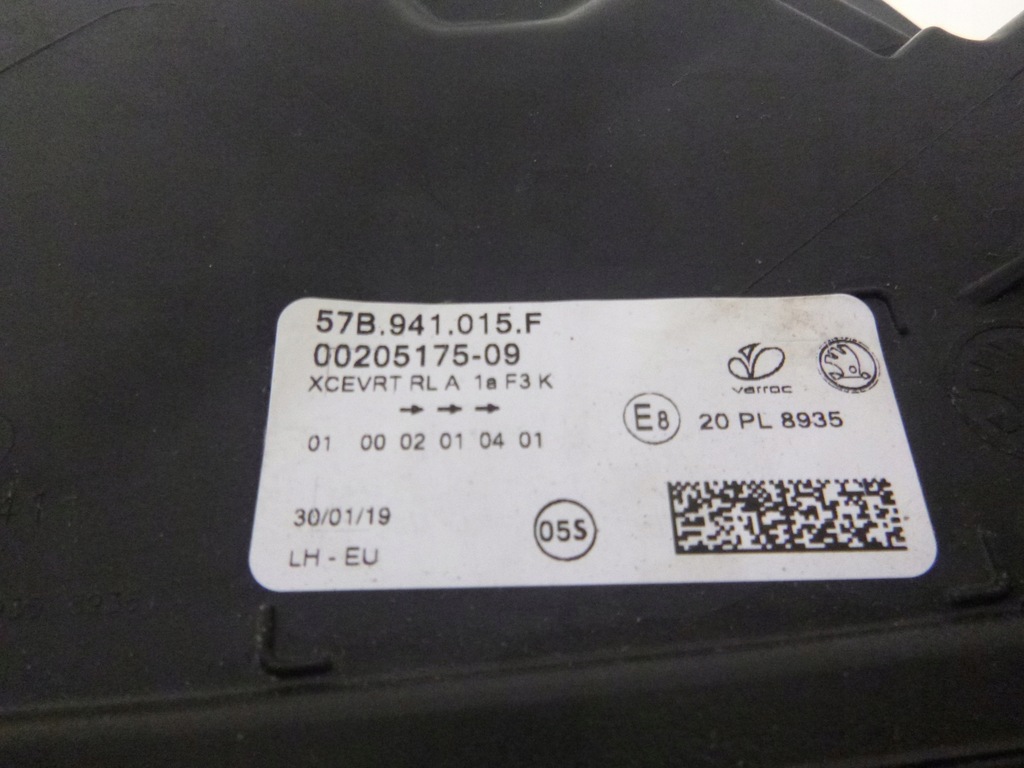 57B.941.015.F
00205175-09
XCEVRT RL A 1a F3 K
01 00 02 01 04 01
varroc
E8
20 PL 8935
30/01/19
LH - EU
05S